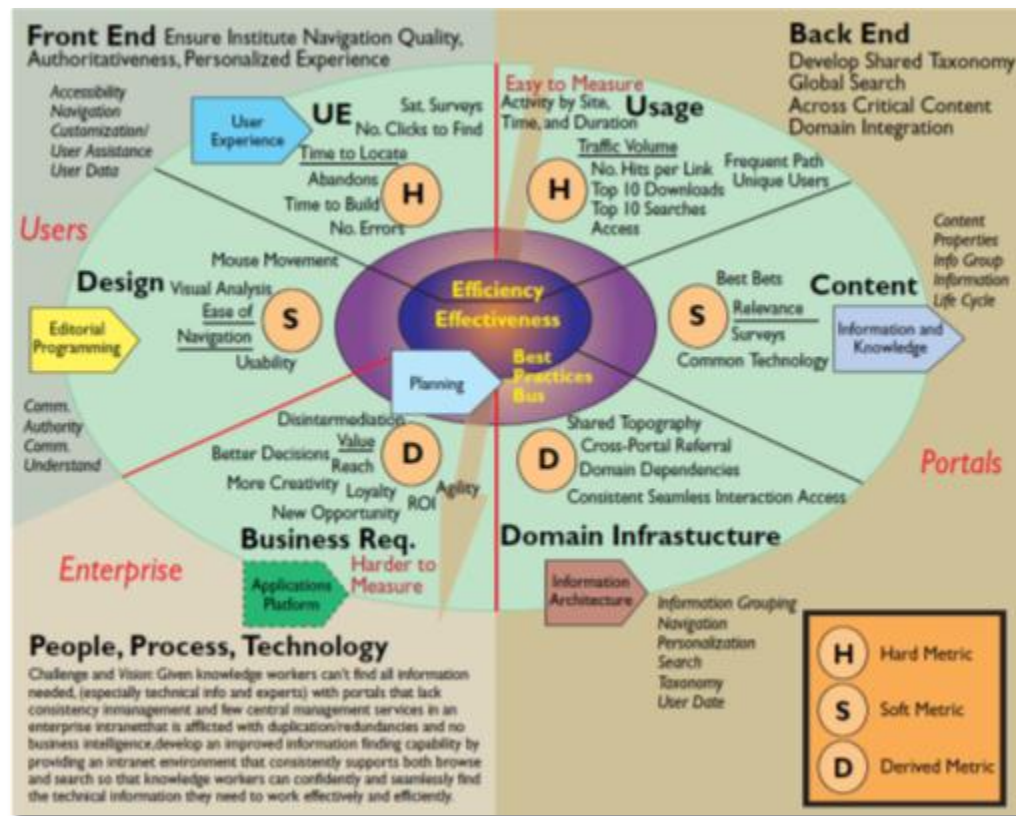 Front End Ensure Institute Navigation Quality,
Authoritativeness, Personalized Experience
Accessibility
Navigation
Customization/
User Assistance
User Data
User
Experience
UE
Sat. Surveys
No. Clicks to Find
Time to Locate
Abandons
Time to Build
No. Errors
H
Easy to Measure
Activity by Site,
Time, and Duration
Usage
Traffic Volume
No. Hits per Link
Top 10 Downloads
Top 10 Searches
Access
H
Frequent Path
Unique Users
Back End
Develop Shared Taxonomy
Global Search
Across Critical Content
Domain Integration
Users
Design
Mouse Movement
Visual Analysis
Ease of
Navigation
Usability
S
Editorial
Programming
Comm.
Authority
Comm.
Understand
Efficiency
Effectiveness
Best
Practices
Bus
Planning
S
Best Bets
Relevance
Surveys
Common Technology
Content
Information and
Knowledge
Content
Properties
Info Group
Information
Life Cycle
Portals
Disintermediation
Value
Better Decisions
Reach
More Creativity
Loyalty
New Opportunity
ROI
Agility
D
Business Req.
Harder to
Measure
Applications
Platform
Enterprise
D
Shared Topography
Cross-Portal Referral
Domain Dependencies
Consistent Seamless Interaction Access
Domain Infrastucture
Information
Architecture
Information Grouping
Navigation
Personalization
Search
Taxonomy
User Date
People, Process, Technology
Challenge and Vision: Given knowledge workers can't find all information
needed, (especially technical info and experts) with portals that lack
consistency inmanagement and few central management services in an
enterprise intranetthat is afflicted with duplication/redundancies and no
business intelligence,develop an improved information finding capability by
providing an intranet environment that consistently supports both browse
and search so that knowledge workers can confidently and seamlessly find
the technical information they need to work effectively and efficiently.
H Hard Metric
S Soft Metric
D Derived Metric